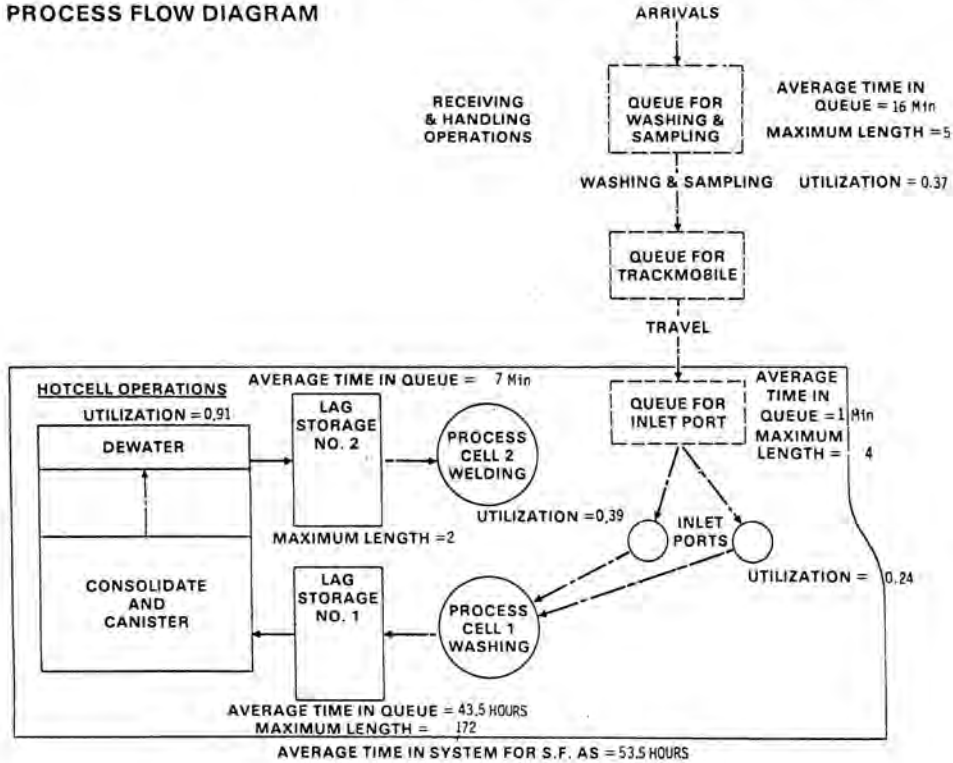 PROCESS FLOW DIAGRAM
ARRIVALS
RECEIVING
& HANDLING
OPERATIONS
QUEUE FOR
WASHING &
SAMPLING
AVERAGE TIME IN
QUEUE = 16 Min
MAXIMUM LENGTH =5
WASHING & SAMPLING
UTILIZATION = 0.37
QUEUE FOR
TRACKMOBILE
TRAVEL
HOTCELL OPERATIONS
UTILIZATION =0,91
DEWATER
CONSOLIDATE
AND
CANISTER
AVERAGE TIME IN QUEUE = 7 Min
LAG
STORAGE
NO. 2
MAXIMUM LENGTH =2
PROCESS
CELL 2
WELDING
QUEUE FOR
INLET PORT
AVERAGE
TIME IN
QUEUE =1 Min
MAXIMUM
LENGTH = 4
UTILIZATION =0,39
INLET
PORTS
UTILIZATION = 0,24
LAG
STORAGE
NO. 1
PROCESS
CELL 1
WASHING
AVERAGE TIME IN QUEUE = 43.5 HOURS
MAXIMUM LENGTH = 172
AVERAGE TIME IN SYSTEM FOR S.F. AS = 53.5 HOURS